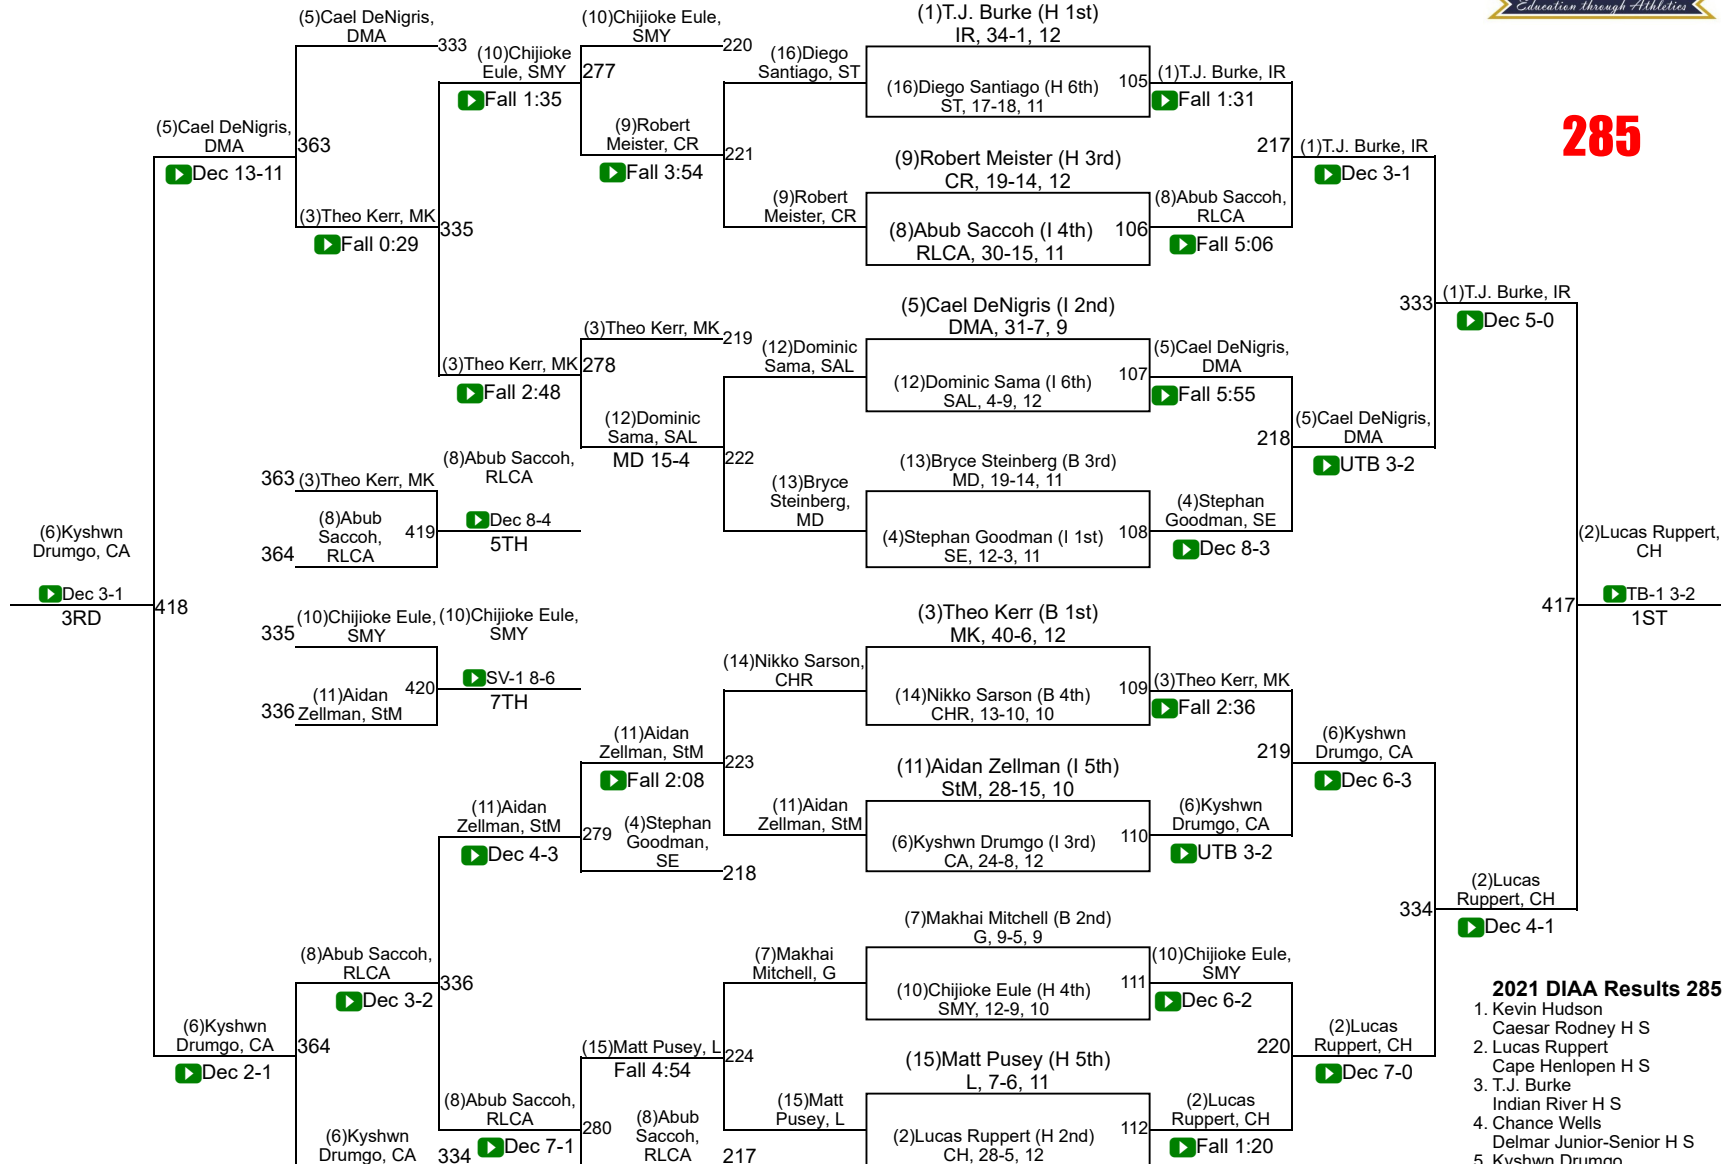 Education through Athletics
285
(5)Cael DeNigris,
DMA
333
(10)Chijioke Eule,
SMY
220
(10)Chijioke
Eule, SMY
277
Fall 1:35
(16)Diego
Santiago, ST
(1)T.J. Burke (H 1st)
IR, 34-1, 12
(16)Diego Santiago (H 6th)
ST, 17-18, 11
105
(1)T.J. Burke, IR
Fall 1:31
(5)Cael DeNigris,
DMA
363
Dec 13-11
(9)Robert
Meister, CR
221
Fall 3:54
(9)Robert Meister (H 3rd)
CR, 19-14, 12
217
(1)T.J. Burke, IR
Dec 3-1
(3)Theo Kerr, MK
335
Fall 0:29
(9)Robert
Meister, CR
(8)Abub Saccoh (I 4th)
RLCA, 30-15, 11
106
(8)Abub Saccoh,
RLCA
Fall 5:06
(5)Cael DeNigris (I 2nd)
DMA, 31-7, 9
333
(1)T.J. Burke, IR
Dec 5-0
(3)Theo Kerr, MK
219
(3)Theo Kerr, MK
278
Fall 2:48
(12)Dominic
Sama, SAL
(12)Dominic Sama (I 6th)
SAL, 4-9, 12
107
(5)Cael DeNigris,
DMA
Fall 5:55
(12)Dominic
Sama, SAL
222
MD 15-4
218
(5)Cael DeNigris,
DMA
UTB 3-2
363
(3)Theo Kerr, MK
(8)Abub Saccoh,
RLCA
(13)Bryce Steinberg (B 3rd)
MD, 19-14, 11
(13)Bryce
Steinberg,
MD
(4)Stephan Goodman (I 1st)
SE, 12-3, 11
108
(4)Stephan
Goodman, SE
Dec 8-3
364
(8)Abub
Saccoh,
RLCA
419
Dec 8-4
5TH
(6)Kyshwn
Drumgo, CA
Dec 3-1
3RD
418
(2)Lucas Ruppert,
CH
417
TB-1 3-2
1ST
335
(10)Chijioke Eule,
SMY
(10)Chijioke Eule,
SMY
(3)Theo Kerr (B 1st)
MK, 40-6, 12
336
(11)Aidan
Zellman, StM
420
SV-1 8-6
7TH
(14)Nikko Sarson,
CHR
(14)Nikko Sarson (B 4th)
CHR, 13-10, 10
109
(3)Theo Kerr, MK
Fall 2:36
(11)Aidan
Zellman, StM
223
Fall 2:08
(11)Aidan Zellman (I 5th)
StM, 28-15, 10
219
(6)Kyshwn
Drumgo, CA
Dec 6-3
(11)Aidan
Zellman, StM
279
Dec 4-3
(4)Stephan
Goodman,
SE
218
(11)Aidan
Zellman, StM
(6)Kyshwn Drumgo (I 3rd)
CA, 24-8, 12
110
(6)Kyshwn
Drumgo, CA
UTB 3-2
(7)Makhai Mitchell (B 2nd)
G, 9-5, 9
334
(2)Lucas
Ruppert, CH
Dec 4-1
(8)Abub Saccoh,
RLCA
336
Dec 3-2
(7)Makhai
Mitchell, G
(10)Chijioke Eule (H 4th)
SMY, 12-9, 10
111
(10)Chijioke Eule,
SMY
Dec 6-2
(6)Kyshwn
Drumgo, CA
364
Dec 2-1
(15)Matt Pusey, L
224
Fall 4:54
(15)Matt Pusey (H 5th)
L, 7-6, 11
220
(2)Lucas
Ruppert, CH
Dec 7-0
(8)Abub Saccoh,
RLCA
280
Dec 7-1
(8)Abub
Saccoh,
RLCA
217
(15)Matt
Pusey, L
(2)Lucas Ruppert (H 2nd)
CH, 28-5, 12
112
(2)Lucas
Ruppert, CH
Fall 1:20
(6)Kyshwn
Drumgo, CA
334
2021 DIAA Results 285
1. Kevin Hudson
Caesar Rodney H S
2. Lucas Ruppert
Cape Henlopen H S
3. T.J. Burke
Indian River H S
4. Chance Wells
Delmar Junior-Senior H S
5. Kyshwn Drumgo